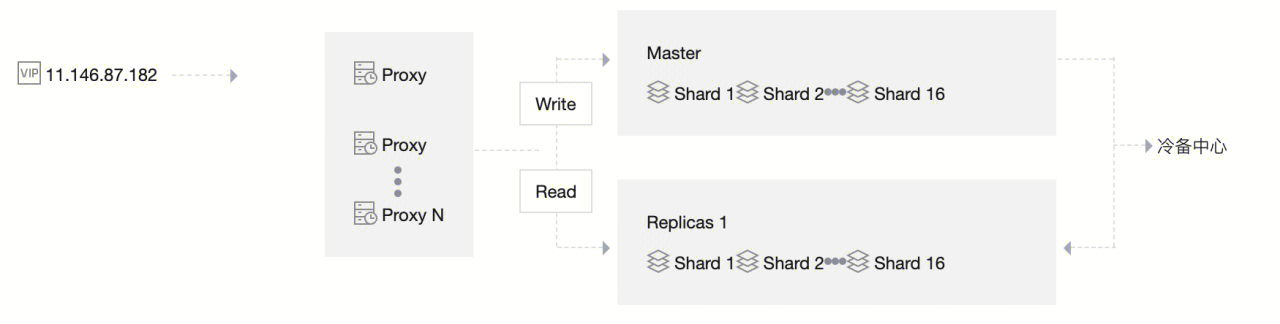 VIP 11.146.87.182
Proxy
Proxy
Proxy N
Write
Read
Master
Shard 1 Shard 2 Shard 16
Replicas 1
Shard 1 Shard 2 Shard 16
冷备中心